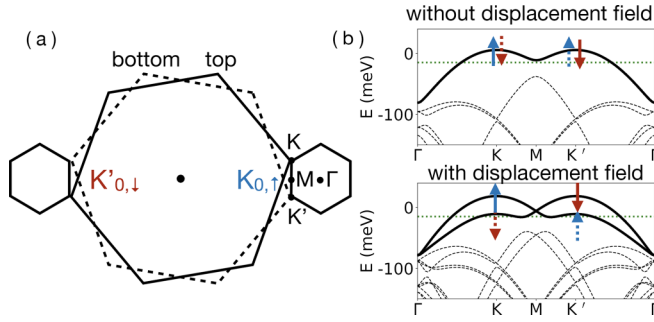 (a)
bottom top
K'0,↓
K0,↑
K
M
Γ
K'
(b)
without displacement field
E (meV)
0
-100
Γ K M K' Γ
with displacement field
E (meV)
0
-100
Γ K M K' Γ